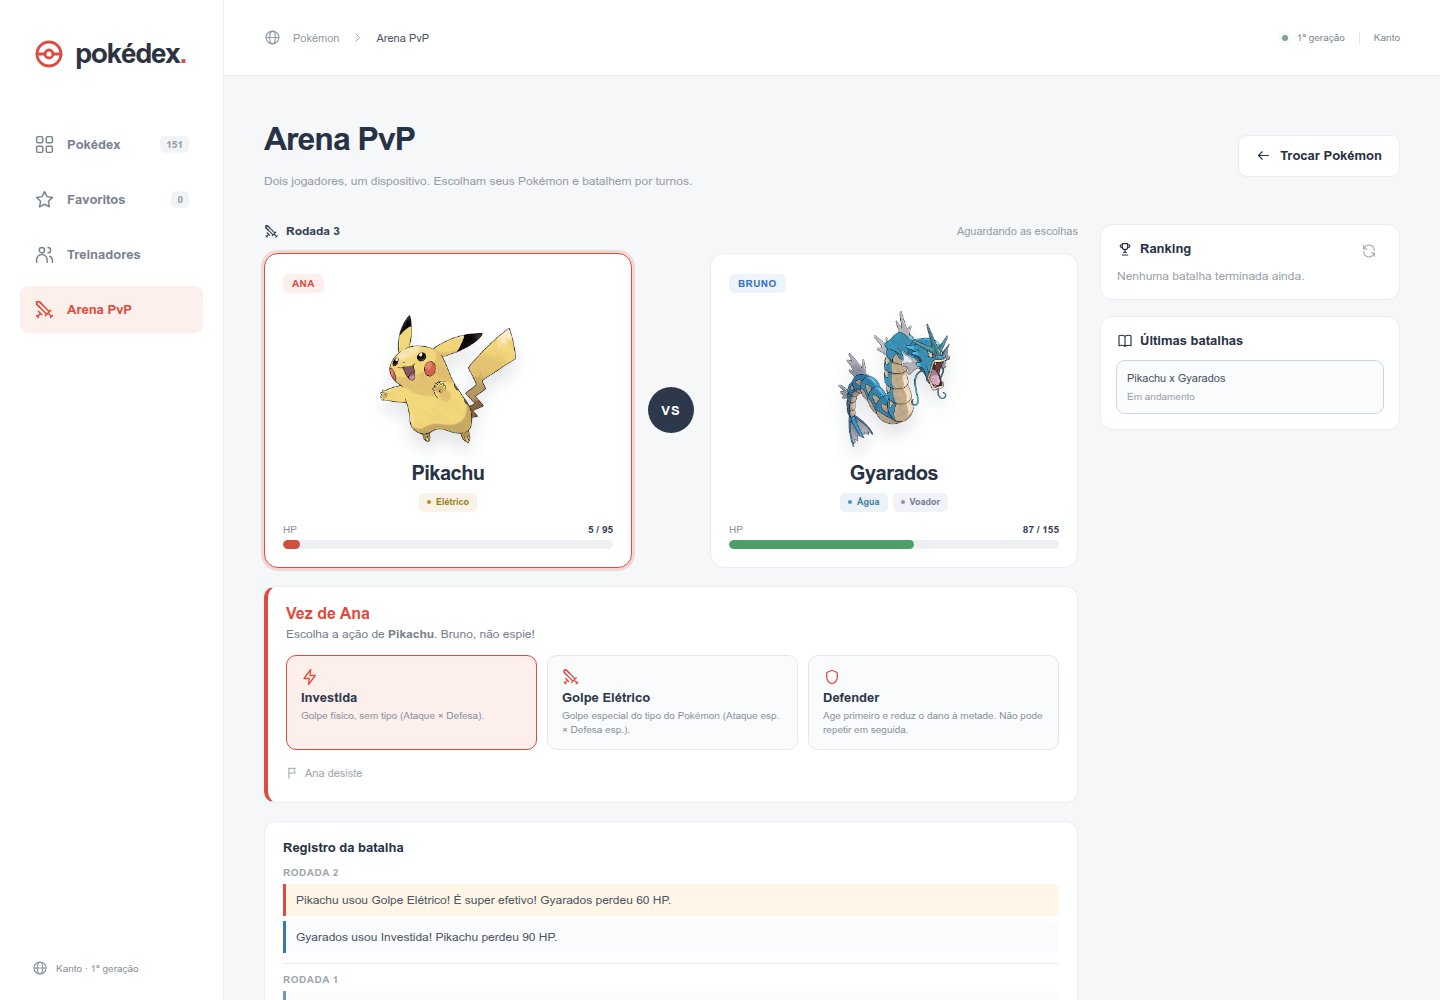 pokédex.
Pokédex 151
Favoritos 0
Treinadores
Arena PvP
Kanto · 1ª geração
Pokémon > Arena PvP
1ª geração | Kanto
Arena PvP
Dois jogadores, um dispositivo. Escolham seus Pokémon e batalhem por turnos.
Trocar Pokémon
Rodada 3
Aguardando as escolhas
ANA
Pikachu
Elétrico
HP 5 / 95
VS
BRUNO
Gyarados
Água Voador
HP 87 / 155
Vez de Ana
Escolha a ação de Pikachu. Bruno, não espie!
Investida
Golpe físico, sem tipo (Ataque × Defesa).
Golpe Elétrico
Golpe especial do tipo do Pokémon (Ataque esp.
× Defesa esp.).
Defender
Age primeiro e reduz o dano à metade. Não pode
repetir em seguida.
Ana desiste
Registro da batalha
RODADA 2
Pikachu usou Golpe Elétrico! É super efetivo! Gyarados perdeu 60 HP.
Gyarados usou Investida! Pikachu perdeu 90 HP.
RODADA 1
Ranking
Nenhuma batalha terminada ainda.
Últimas batalhas
Pikachu x Gyarados
Em andamento